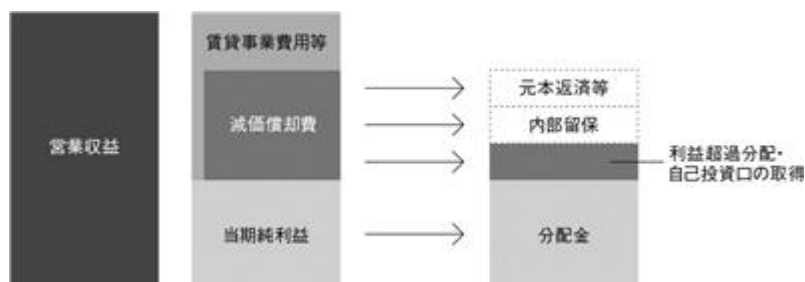 営業収益
賃貸事業費用等
減価償却費
当期純利益
元本返済等
内部留保
利益超過分配・
自己投資口の取得
分配金